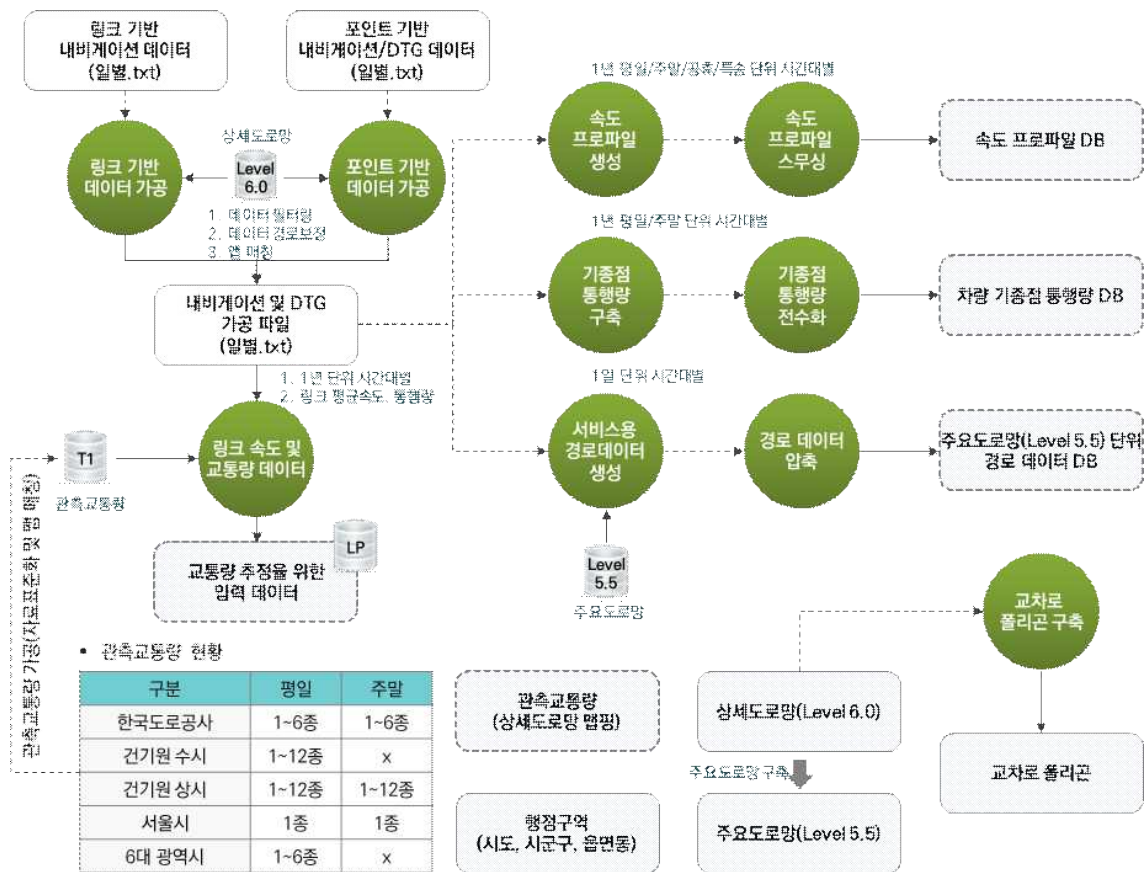 링크 기반
내비게이션 데이터
(일별.txt)
포인트 기반
내비게이션/DTG 데이터
(일별.txt)
상세도로망
Level
6.0
링크 기반
데이터 가공
포인트 기반
데이터 가공
1. 데이터 필터링
2. 데이터 경로보정
3. 맵 매칭
내비게이션 및 DTG
가공 파일
(일별.txt)
1. 1년 단위 시간대별
2. 링크 평균속도, 통행량
T1
관측교통량
링크 속도 및
교통량 데이터
LP
교통량 추정을 위한
입력 데이터
관측교통량 가공(자료표준화 및 맵 매칭)
1년 평일/주말/공휴/특송 단위 시간대별
속도
프로파일
생성
속도
프로파일
스무싱
속도 프로파일 DB
1년 평일/주말 단위 시간대별
기종점
통행량
구축
기종점
통행량
전수화
차량 기종점 통행량 DB
1일 단위 시간대별
서비스용
경로데이터
생성
경로 데이터
압축
주요도로망(Level 5.5) 단위
경로 데이터 DB
Level
5.5
주요도로망
• 관측교통량 현황
구분 평일 주말
한국도로공사 1~6종 1~6종
건기원 수시 1~12종 x
건기원 상시 1~12종 1~12종
서울시 1종 1종
6대 광역시 1~6종 x
관측교통량
(상세도로망 맵핑)
행정구역
(시도, 시군구, 읍면동)
상세도로망(Level 6.0)
주요도로망 구축
주요도로망(Level 5.5)
교차로
폴리곤 구축
교차로 폴리곤